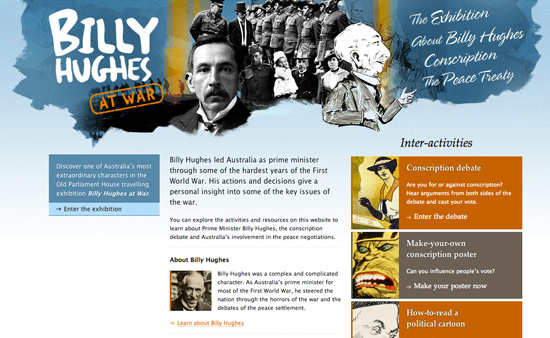 BILLY
HUGHES
AT WAR
The Exhibition
About Billy Hughes
Conscription
The Peace Treaty
Discover one of Australia's most
extraordinary characters in the
Old Parliament House travelling
exhibition Billy Hughes at War.
→ Enter the exhibition
Billy Hughes led Australia as prime minister
through some of the hardest years of the First
World War. His actions and decisions give a
personal insight into some of the key issues of
the war.
You can explore the activities and resources on this website to
learn about Prime Minister Billy Hughes, the conscription
debate and Australia's involvement in the peace negotiations.
About Billy Hughes
Billy Hughes was a complex and complicated
character. As Australia's prime minister for
most of the First World War, he steered the
nation through the horrors of the war and the
debates of the peace settlement.
→ Learn about Billy Hughes
Inter-activities
Conscription debate
Are you for or against conscription?
Hear arguments from both sides of the
debate and cast your vote.
→ Enter the debate
Make-your-own
conscription poster
Can you influence people's vote?
→ Make your poster now
How-to-read a
political cartoon